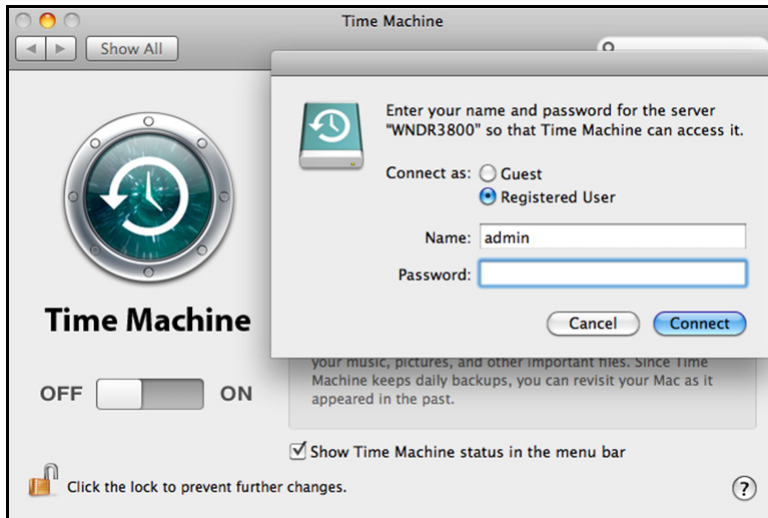 Time Machine
Show All
Enter your name and password for the server
"WNDR3800" so that Time Machine can access it.
Connect as: Guest
Registered User
Name: admin
Password:
Cancel Connect
Time Machine
OFF ON
your music, pictures, and other important files. Since Time
Machine keeps daily backups, you can revisit your Mac as it
appeared in the past.
Show Time Machine status in the menu bar
Click the lock to prevent further changes.
?